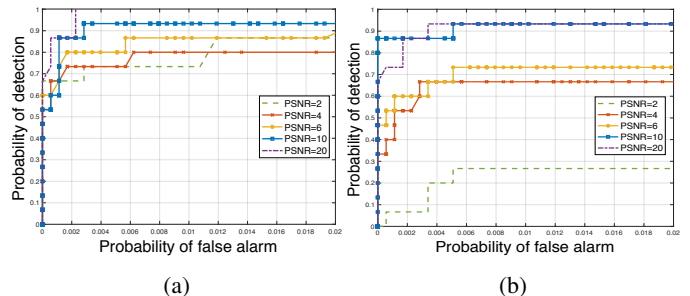 1
0.9
0.8
0.7
0.6
0.5
0.4
0.3
0.2
0.1
0
Probability of detection
PSNR=2
PSNR=4
PSNR=6
PSNR=10
PSNR=20
0 0.002 0.004 0.006 0.008 0.01 0.012 0.014 0.016 0.018 0.02
Probability of false alarm
(a)
1
0.9
0.8
0.7
0.6
0.5
0.4
0.3
0.2
0.1
0
Probability of detection
PSNR=2
PSNR=4
PSNR=6
PSNR=10
PSNR=20
0 0.002 0.004 0.006 0.008 0.01 0.012 0.014 0.016 0.018 0.02
Probability of false alarm
(b)